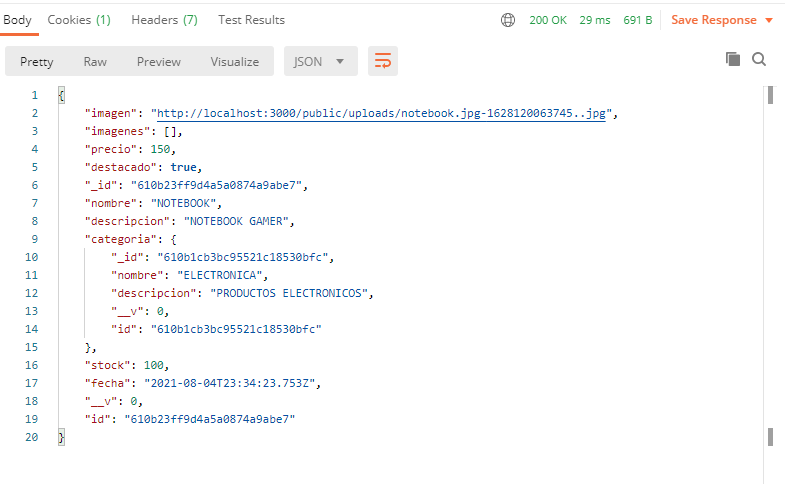 Body Cookies (1) Headers (7) Test Results 200 OK 29 ms 691 B Save Response
Pretty Raw Preview Visualize JSON
1 {
2 "imagen": "http://localhost:3000/public/uploads/notebook.jpg-1628120063745..jpg",
3 "imagenes": [],
4 "precio": 150,
5 "destacado": true,
6 "_id": "610b23ff9d4a5a0874a9abe7",
7 "nombre": "NOTEBOOK",
8 "descripcion": "NOTEBOOK GAMER",
9 "categoria": {
10 "_id": "610b1cb3bc95521c18530bfc",
11 "nombre": "ELECTRONICA",
12 "descripcion": "PRODUCTOS ELECTRONICOS",
13 "__v": 0,
14 "id": "610b1cb3bc95521c18530bfc"
15 },
16 "stock": 100,
17 "fecha": "2021-08-04T23:34:23.753Z",
18 "__v": 0,
19 "id": "610b23ff9d4a5a0874a9abe7"
20 }